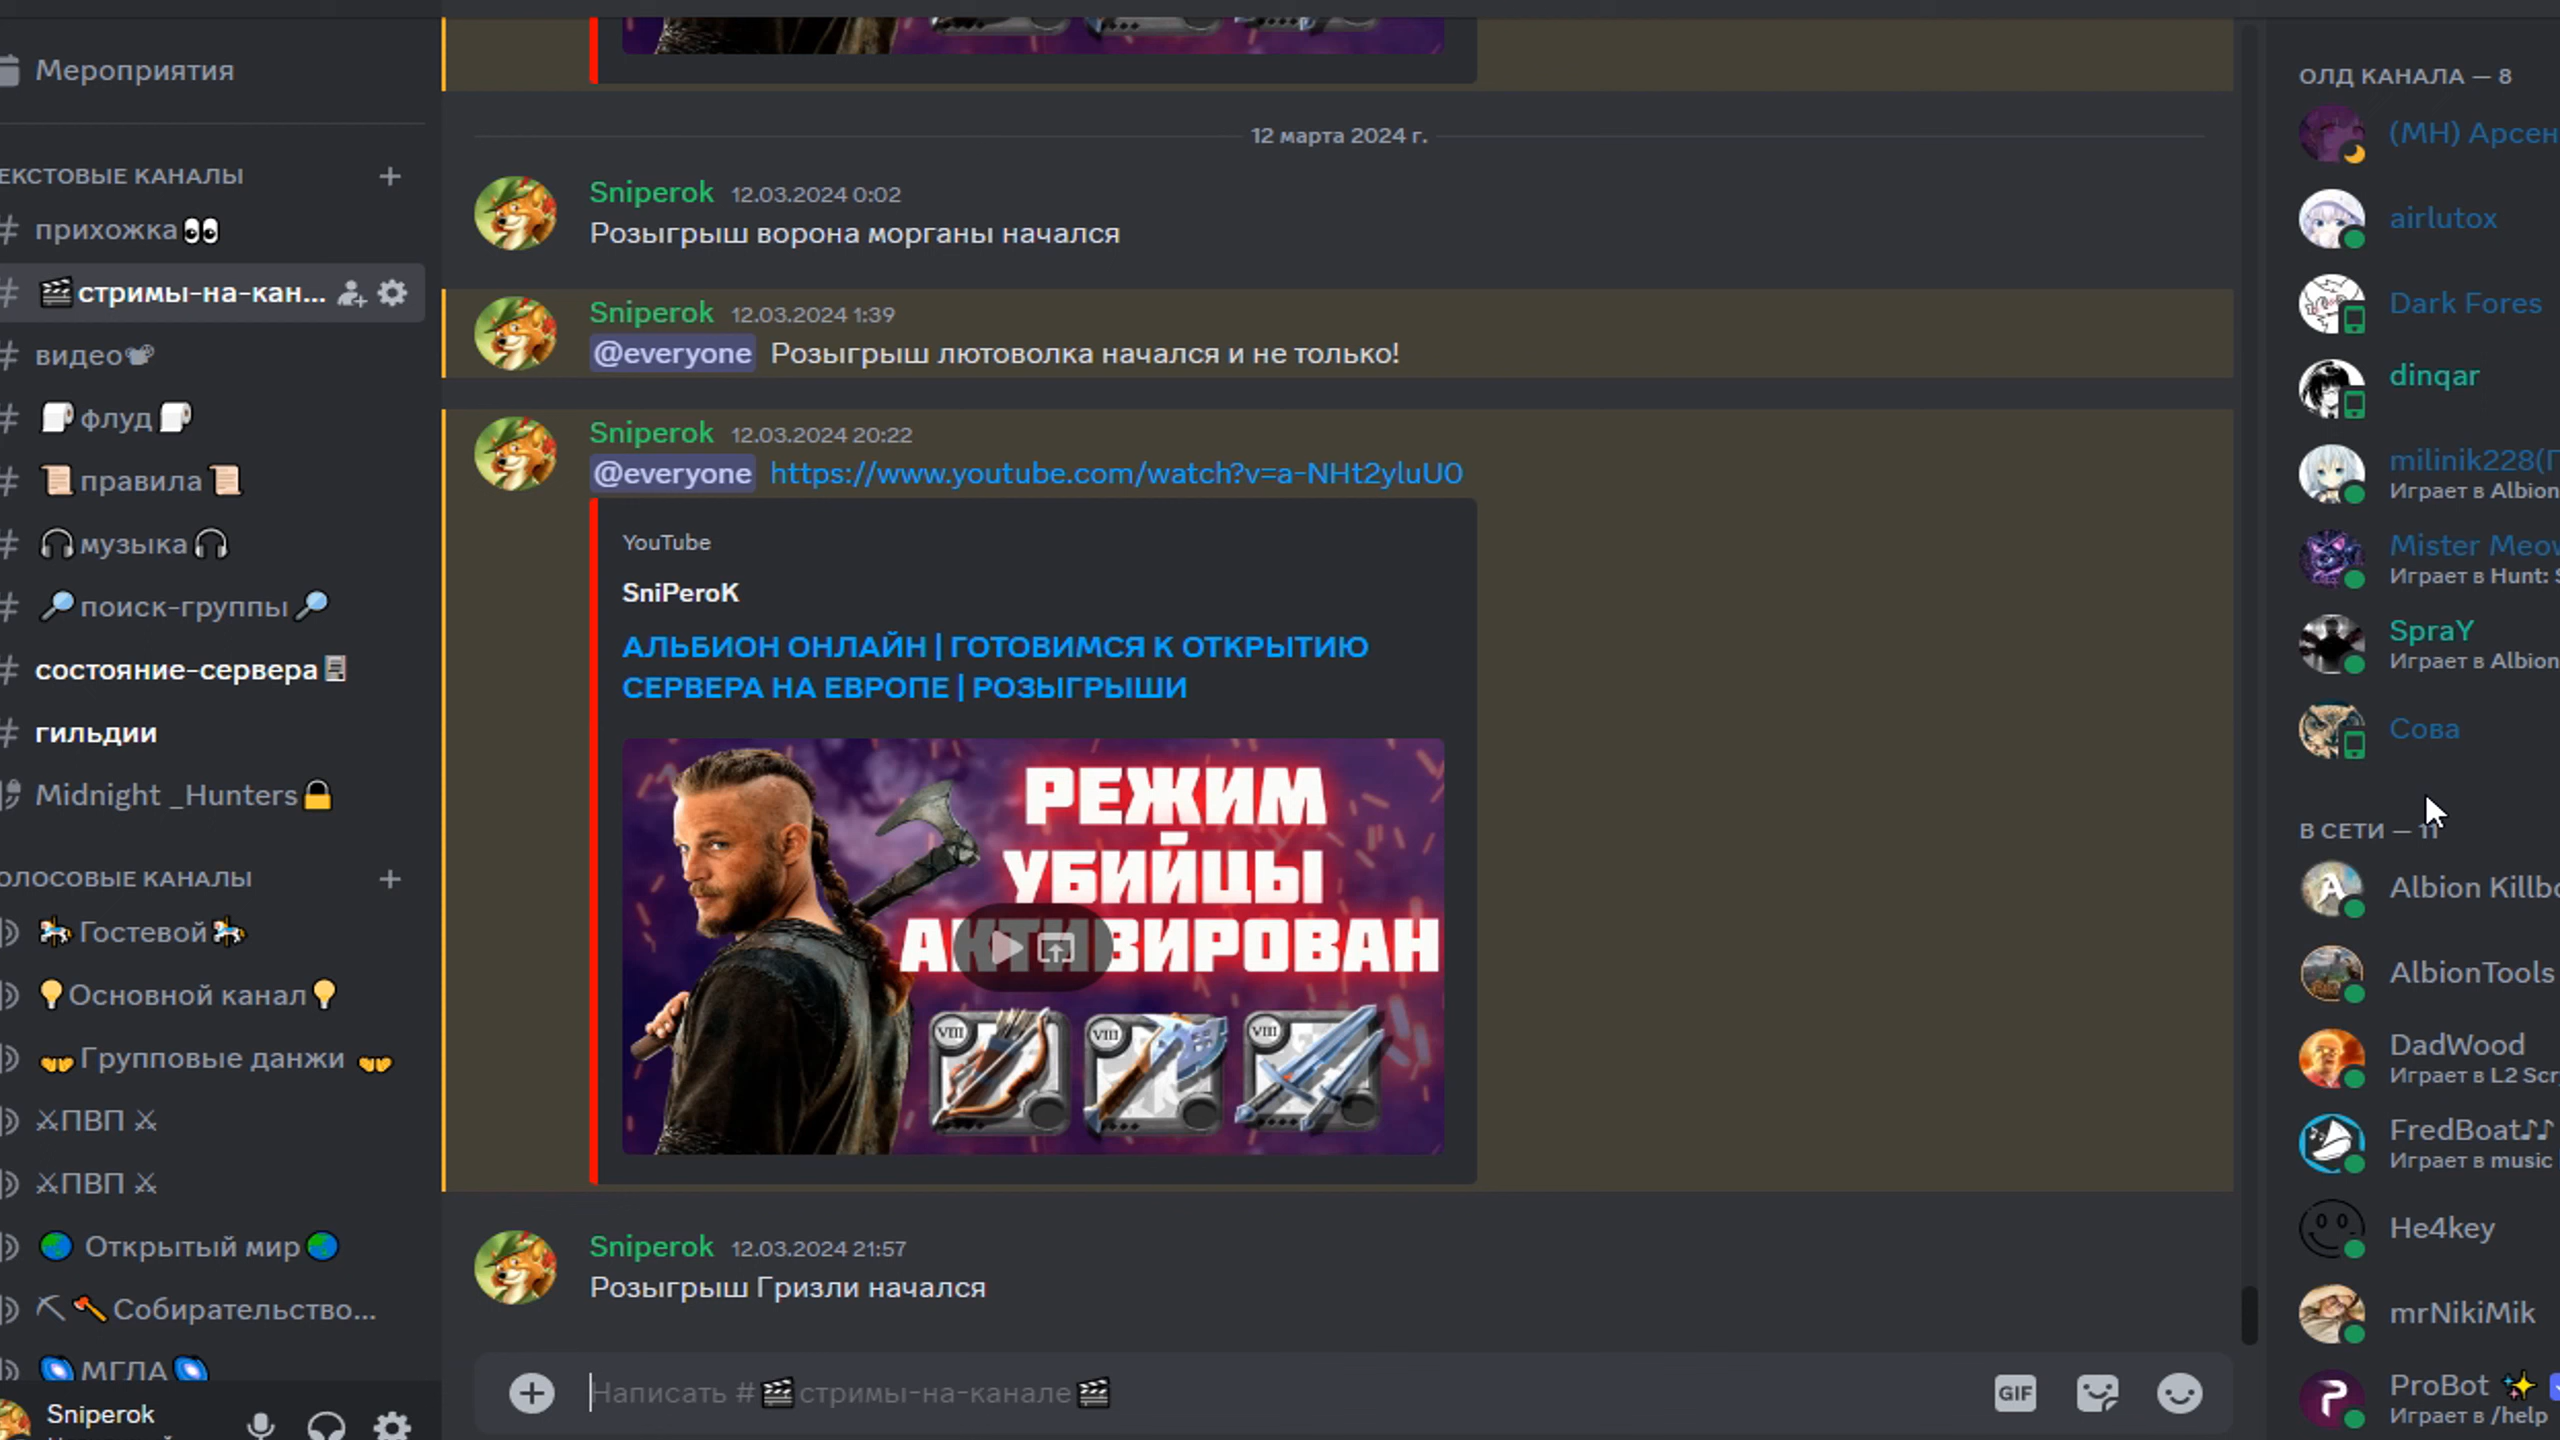 Мероприятия
ЕКСТОВЫЕ КАНАЛЫ
прихожка👀
🎬стримы-на-кан...
видео📽
🧻флуд🧻
📜правила📜
🎧музыка🎧
🔎поиск-группы🔎
состояние-сервера
гильдии
Midnight _Hunters🔒
ОЛОСОВЫЕ КАНАЛЫ
🎠Гостевой🎠
💡Основной канал💡
Групповые данжи
⚔ПВП ⚔
⚔ПВП ⚔
🌏 Открытый мир🌏
⛏🪓Собирательство...
МГЛА
Sniperok
12 марта 2024 г.
Sniperok 12.03.2024 0:02
Розыгрыш ворона морганы начался
Sniperok 12.03.2024 1:39
@everyone Розыгрыш лютоволка начался и не только!
Sniperok 12.03.2024 20:22
@everyone https://www.youtube.com/watch?v=a-NHt2yluU0
YouTube
SniPeroK
АЛЬБИОН ОНЛАЙН | ГОТОВИМСЯ К ОТКРЫТИЮ
СЕРВЕРА НА ЕВРОПЕ | РОЗЫГРЫШИ
РЕЖИМ
УБИЙЦЫ
АКТИВИРОВАН
VIII VIII VIII
Sniperok 12.03.2024 21:57
Розыгрыш Гризли начался
Написать #🎬стримы-на-канале🎬
GIF
ОЛД КАНАЛА — 8
(MH) Арсен
airlutox
Dark Fores
dinqar
milinik228(Г
Играет в Albion
Mister Meow
Играет в Hunt: S
SpraY
Играет в Albion
Сова
В СЕТИ — 11
Albion Killbo
AlbionTools
DadWood
Играет в L2 Scr
FredBoat♪♪
Играет в music
He4key
mrNikiMik
ProBot ✨
Играет в /help